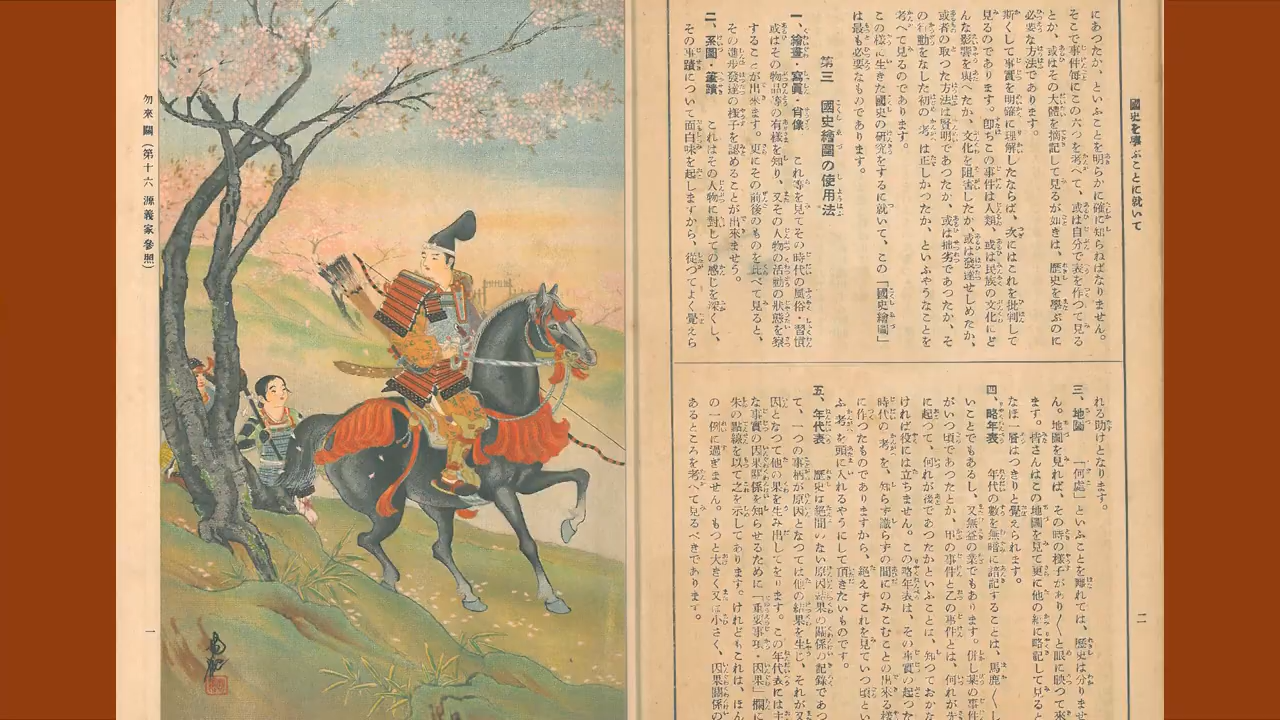 國史を學ぶことに就いて
にあつたか、といふことを明らかに確に知らねばなりません。
そこで事件每にこの六つを考へて、或は自分で表を作つて見る
とか、或はその大體を摘記して見るが如きは、歷史を學ぶのに
必要な方法であります。
斯くして事實を明確に理解したならば、次にはこれを批判して
見るのであります。卽ちこの事件は人類、或は民族の文化にど
んな影響を與へたか、文化を阻害したか、或は發達せしめたか、
或者の取つた方法は賢明であつたか、或は拙劣であつたか、そ
の行動をなした初の考は正しかつたか、といふやうなことを
考へて見るのであります。
この樣に生きた國史の硏究をするに就いて、この「國史繪圖」
は最も必要なものであります。
第三 國史繪圖の使用法
一、繪畫・寫眞・肖像 これ等を見てその時代の風俗・習慣
或はその物品等の有樣を知り、又その人物の活動の狀態を察
することが出來ます。更にその前後のものを比べて見ると、
その進步發達の樣子を認めることが出來ませう。
二、系圖・筆蹟 これはその人物に對しての感じを深くし、
その事蹟について面白味を起しますから、從つてよく覺えら
れる助けとなります。
三、地圖 「何處」といふことを離れては、歷史は分りませ
ん。地圖を見れば、その時の樣子があり〱と眼に映つて來
ます。皆さんはこの地圖を見て更に他の紙に略記して見ると
なほ一層はつきりと覺えられます。
四、略年表 年代の數を無暗に暗記することは、馬鹿〱し
いことでもあるし、又無益の業でもあります。倂し某の事件
がいつ頃であつたとか、甲の事件と乙の事件とは、何れが先
に起つて、何れが後であつたかといふことは、知つておかな
ければ役には立ちません。この略年表は、その事實の起つた
時代の考を、知らず識らずの間にのみこむことの出來る樣
に作つたものでありますから、絕えずこれを見ていつ頃とい
ふ考を頭に入れるやうにして頂きたいものです。
五、年代表 歷史は絕間のない原因結果の關係の記錄であつ
て、一つの事柄が原因となつては他の結果を生じ、それが又
因となつて他の果を生み出してをります。この年代表には主
な事實の因果關係を知らせるために「重要事項・因果」欄に
朱の點線を以て之を示してあります。けれどもこれは、ほん
の一例に過ぎません。もつと大きく又は小さく、因果關係の
あるところを考へて見るべきであります。
二
勿來關（第十六 源義家參照）
一